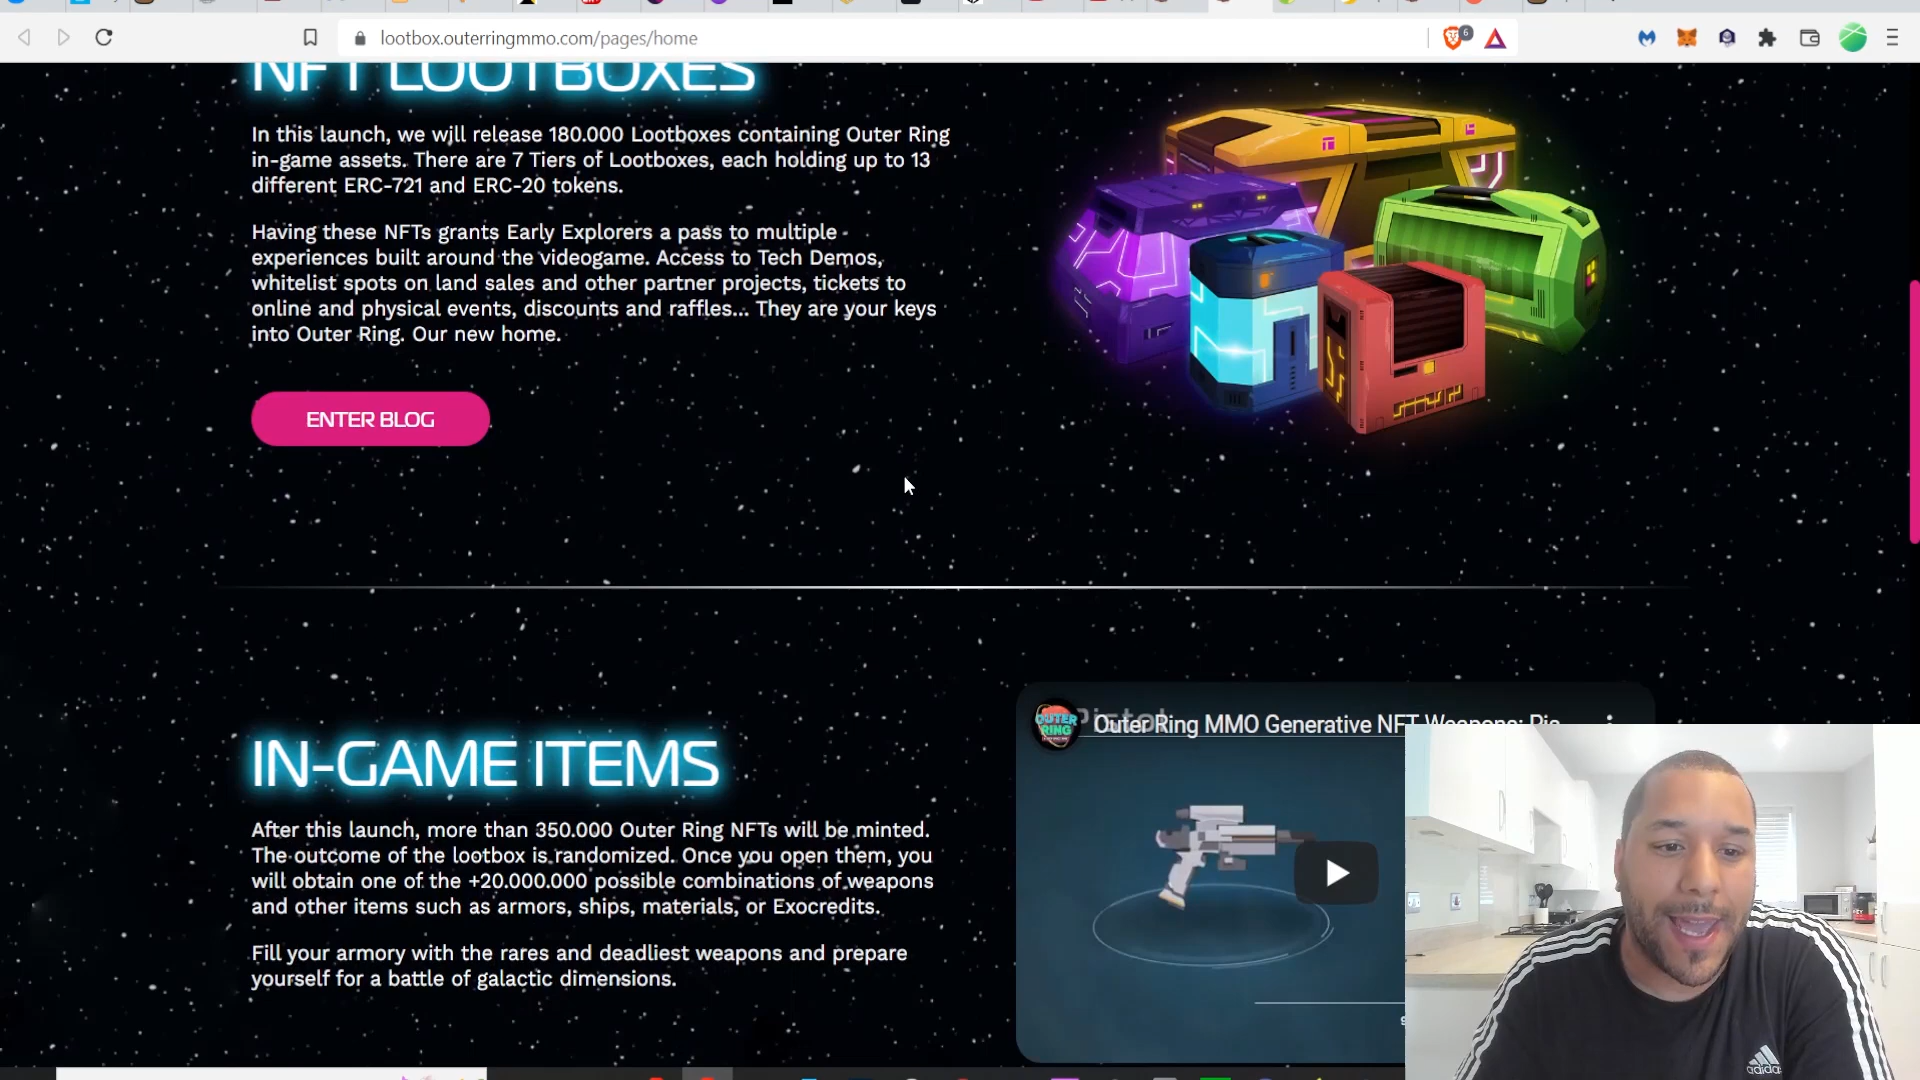 lootbox.outerringmmo.com/pages/home
6
NFT LOOTBOXES
In this launch, we will release 180.000 Lootboxes containing Outer Ring
in-game assets. There are 7 Tiers of Lootboxes, each holding up to 13
different ERC-721 and ERC-20 tokens.
Having these NFTs grants Early Explorers a pass to multiple
experiences built around the videogame. Access to Tech Demos,
whitelist spots on land sales and other partner projects, tickets to
online and physical events, discounts and raffles... They are your keys
into Outer Ring. Our new home.
ENTER BLOG
OUTER RING
Outer Ring MMO Generative NFT Weapons: Pis
Pistol
IN-GAME ITEMS
After this launch, more than 350.000 Outer Ring NFTs will be minted.
The outcome of the lootbox is randomized. Once you open them, you
will obtain one of the +20.000.000 possible combinations of weapons
and other items such as armors, ships, materials, or Exocredits.
Fill your armory with the rares and deadliest weapons and prepare
yourself for a battle of galactic dimensions.
adidas